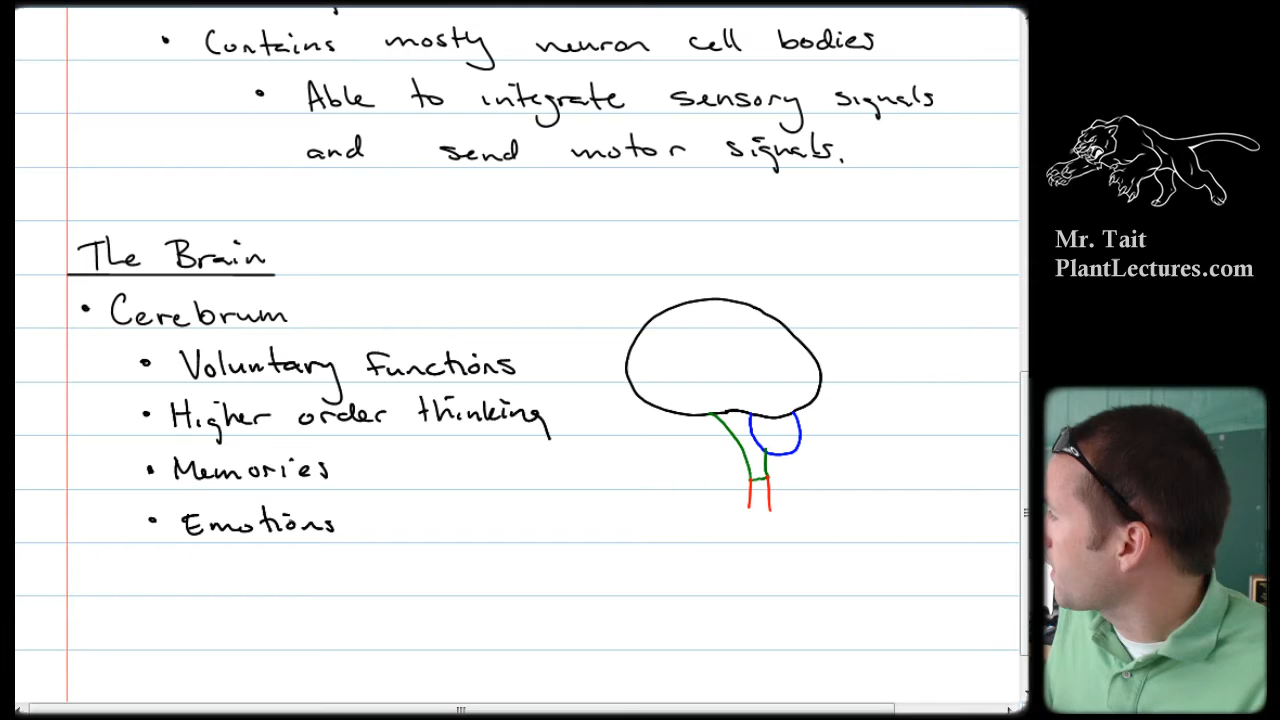 • Contains mosty neuron cell bodies
• Able to integrate sensory signals
and send motor signals.
The Brain
• Cerebrum
• Voluntary functions
• Higher order thinking
• Memories
• Emotions
Mr. Tait
PlantLectures.com